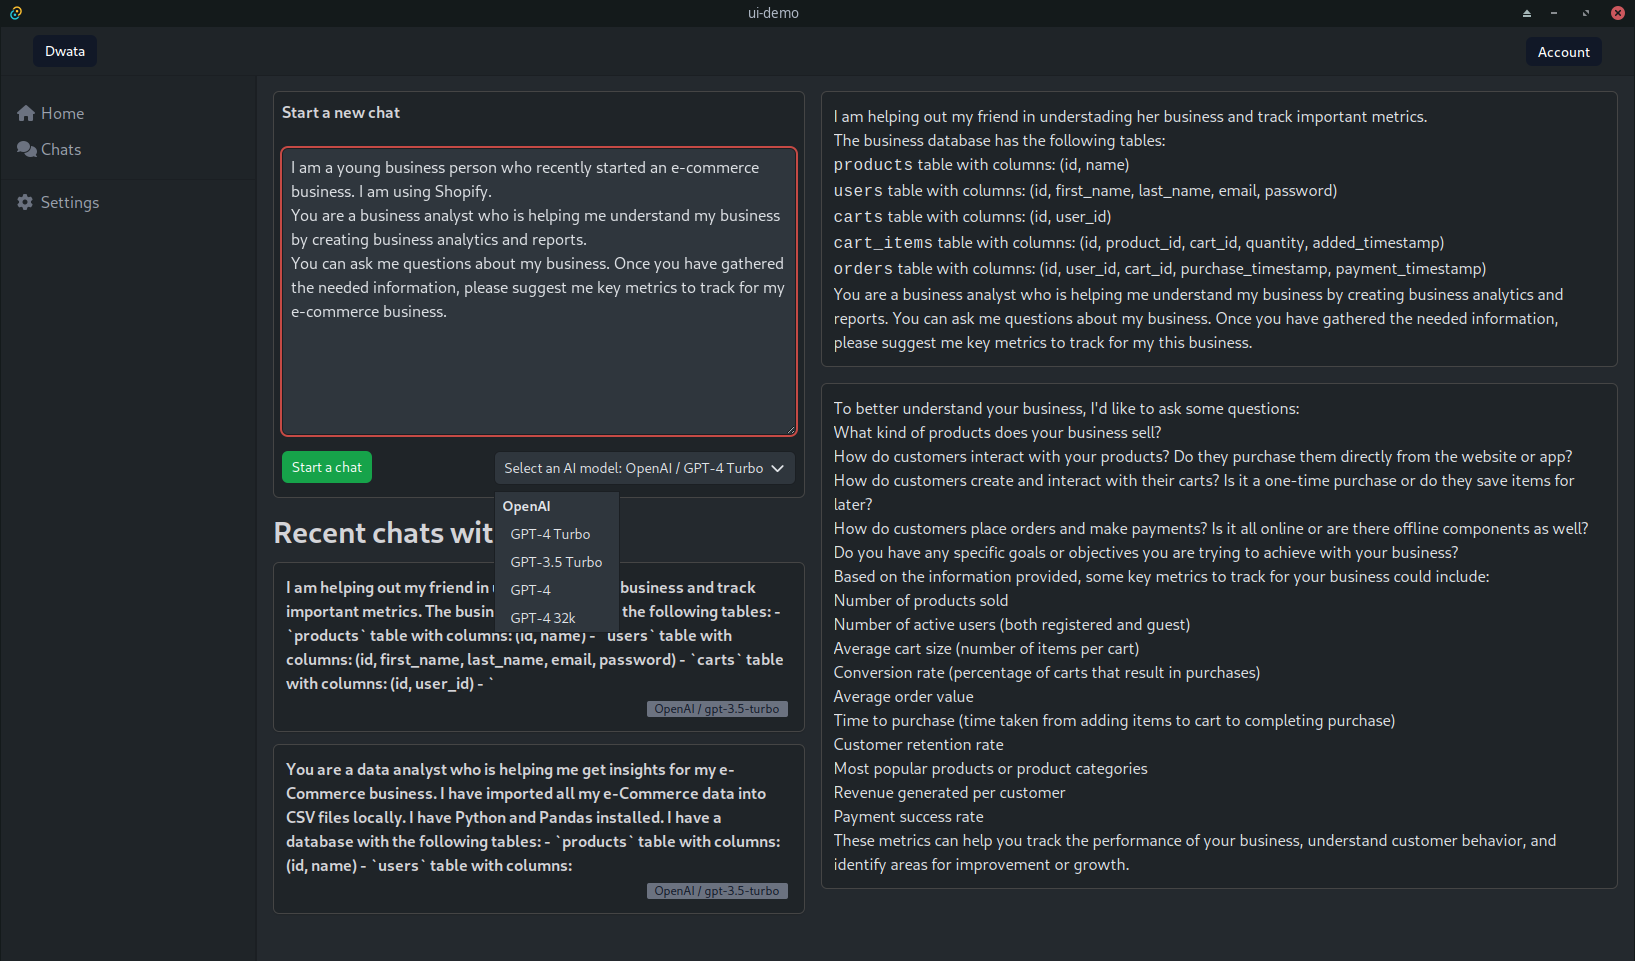 ui-demo
Dwata
Account
Home
Chats
Settings
Start a new chat
I am a young business person who recently started an e-commerce
business. I am using Shopify.
You are a business analyst who is helping me understand my business
by creating business analytics and reports.
You can ask me questions about my business. Once you have gathered
the needed information, please suggest me key metrics to track for my
e-commerce business.
Start a chat
Select an AI model: OpenAI / GPT-4 Turbo
OpenAI
GPT-4 Turbo
GPT-3.5 Turbo
GPT-4
GPT-4 32k
Recent chats wit
I am helping out my friend in business and track
important metrics. The busin the following tables: -
`products` table with columns: (id, name) - `users` table with
columns: (id, first_name, last_name, email, password) - `carts` table
with columns: (id, user_id) - `
OpenAI / gpt-3.5-turbo
You are a data analyst who is helping me get insights for my e-
Commerce business. I have imported all my e-Commerce data into
CSV files locally. I have Python and Pandas installed. I have a
database with the following tables: - `products` table with columns:
(id, name) - `users` table with columns:
OpenAI / gpt-3.5-turbo
I am helping out my friend in understading her business and track important metrics.
The business database has the following tables:
products table with columns: (id, name)
users table with columns: (id, first_name, last_name, email, password)
carts table with columns: (id, user_id)
cart_items table with columns: (id, product_id, cart_id, quantity, added_timestamp)
orders table with columns: (id, user_id, cart_id, purchase_timestamp, payment_timestamp)
You are a business analyst who is helping me understand my business by creating business analytics and
reports. You can ask me questions about my business. Once you have gathered the needed information,
please suggest me key metrics to track for my this business.
To better understand your business, I'd like to ask some questions:
What kind of products does your business sell?
How do customers interact with your products? Do they purchase them directly from the website or app?
How do customers create and interact with their carts? Is it a one-time purchase or do they save items for
later?
How do customers place orders and make payments? Is it all online or are there offline components as well?
Do you have any specific goals or objectives you are trying to achieve with your business?
Based on the information provided, some key metrics to track for your business could include:
Number of products sold
Number of active users (both registered and guest)
Average cart size (number of items per cart)
Conversion rate (percentage of carts that result in purchases)
Average order value
Time to purchase (time taken from adding items to cart to completing purchase)
Customer retention rate
Most popular products or product categories
Revenue generated per customer
Payment success rate
These metrics can help you track the performance of your business, understand customer behavior, and
identify areas for improvement or growth.